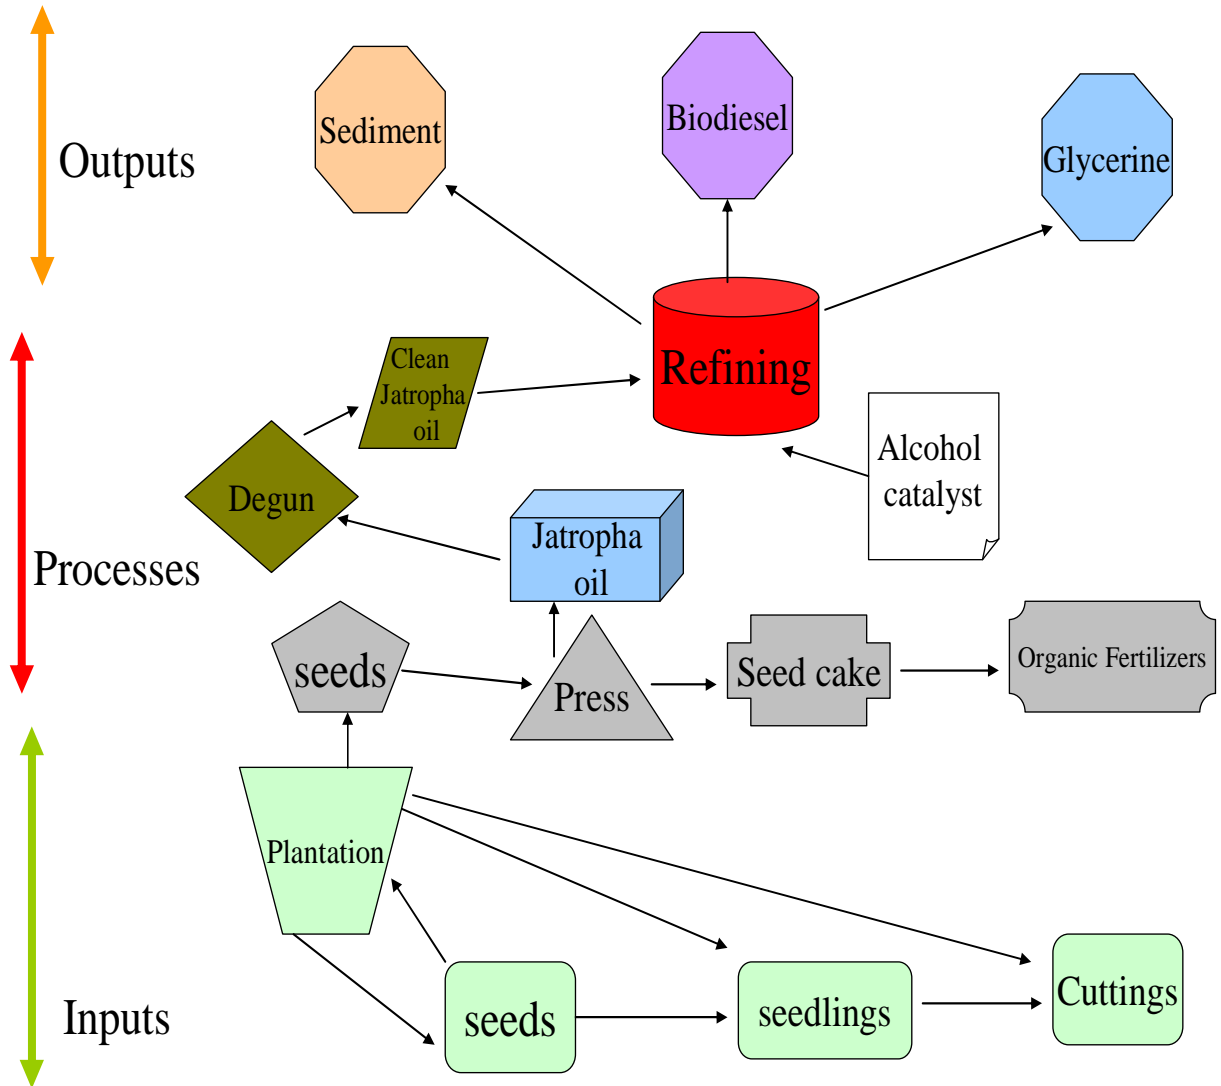 Outputs
Sediment
Biodiesel
Glycerine
Processes
Clean
Jatropha
oil
Refining
Degun
Alcohol
catalyst
Jatropha
oil
seeds
Press
Seed cake
Organic Fertilizers
Inputs
Plantation
seeds
seedlings
Cuttings